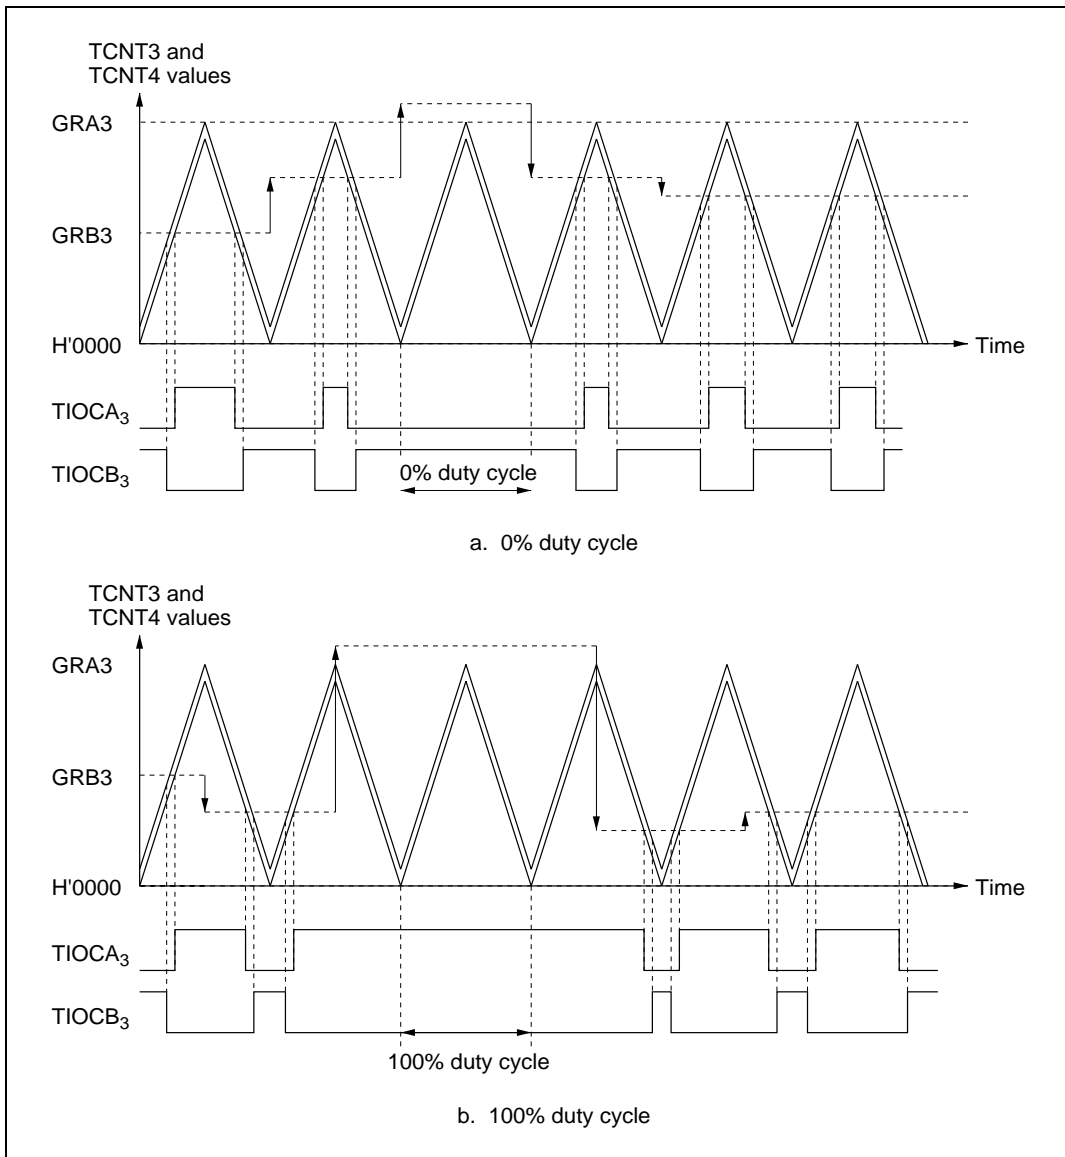 TCNT3 and
TCNT4 values
GRA3
GRB3
H'0000
Time
TIOCA3
TIOCB3
0% duty cycle
a. 0% duty cycle
TCNT3 and
TCNT4 values
GRA3
GRB3
H'0000
Time
TIOCA3
TIOCB3
100% duty cycle
b. 100% duty cycle